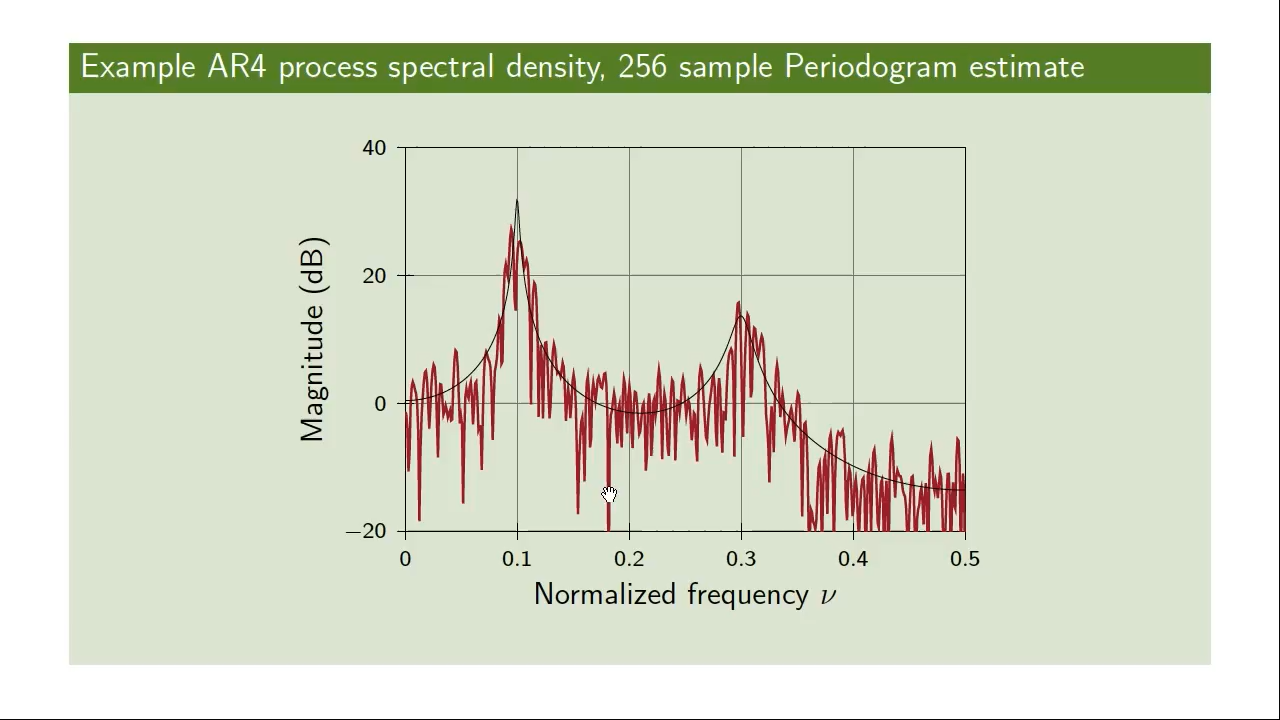 Example AR4 process spectral density, 256 sample Periodogram estimate
40
20
0
−20
Magnitude (dB)
0 0.1 0.2 0.3 0.4 0.5
Normalized frequency ν